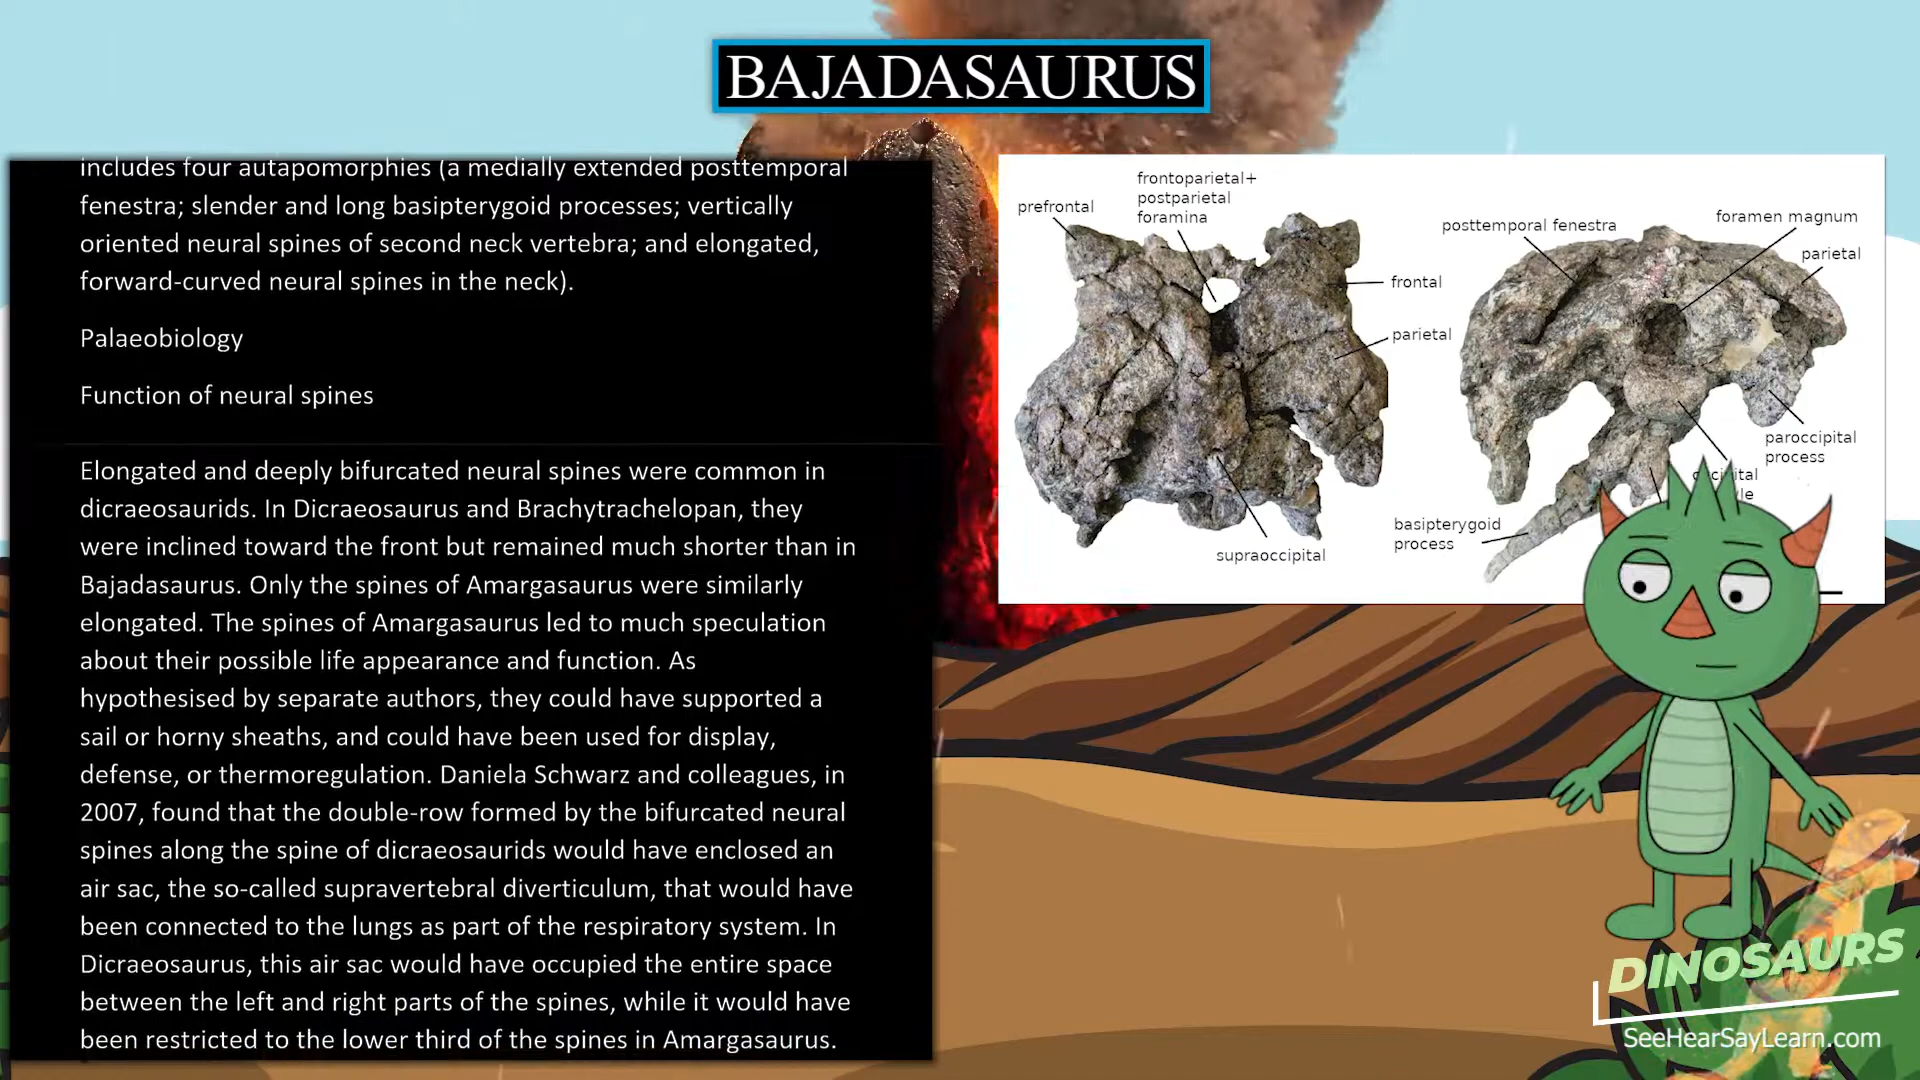 BAJADASAURUS
includes four autapomorphies (a medially extended posttemporal
fenestra; slender and long basipterygoid processes; vertically
oriented neural spines of second neck vertebra; and elongated,
forward-curved neural spines in the neck).
Palaeobiology
Function of neural spines
Elongated and deeply bifurcated neural spines were common in
dicraeosaurids. In Dicraeosaurus and Brachytrachelopan, they
were inclined toward the front but remained much shorter than in
Bajadasaurus. Only the spines of Amargasaurus were similarly
elongated. The spines of Amargasaurus led to much speculation
about their possible life appearance and function. As
hypothesised by separate authors, they could have supported a
sail or horny sheaths, and could have been used for display,
defense, or thermoregulation. Daniela Schwarz and colleagues, in
2007, found that the double-row formed by the bifurcated neural
spines along the spine of dicraeosaurids would have enclosed an
air sac, the so-called supravertebral diverticulum, that would have
been connected to the lungs as part of the respiratory system. In
Dicraeosaurus, this air sac would have occupied the entire space
between the left and right parts of the spines, while it would have
been restricted to the lower third of the spines in Amargasaurus.
prefrontal
frontoparietal+
postparietal
foramina
frontal
parietal
supraoccipital
posttemporal fenestra
foramen magnum
parietal
paroccipital
process
basipterygoid
process
DINOSAURS
SeeHearSayLearn.com